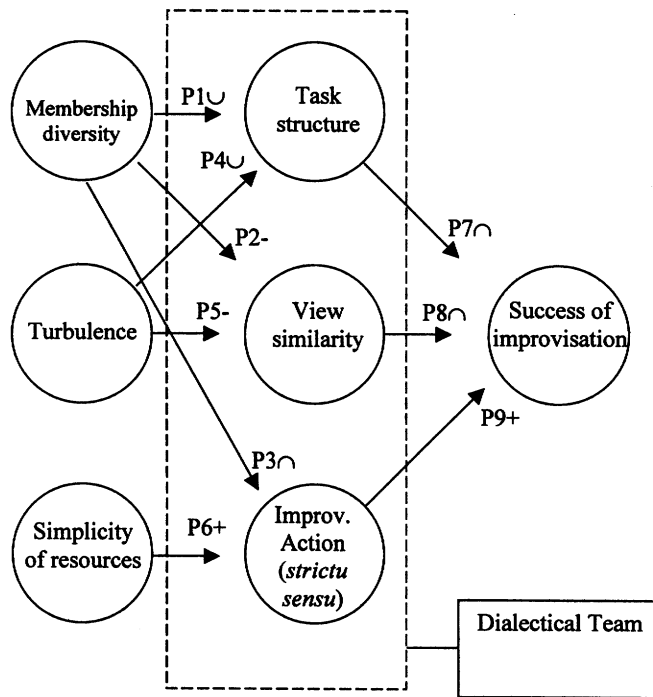 Membership
diversity
P1∪
Task
structure
P4∪
P2-
P7∩
Turbulence
P5-
View
similarity
P8∩
Success of
improvisation
P9+
P3∩
Simplicity
of resources
P6+
Improv.
Action
(strictu
sensu)
Dialectical Team